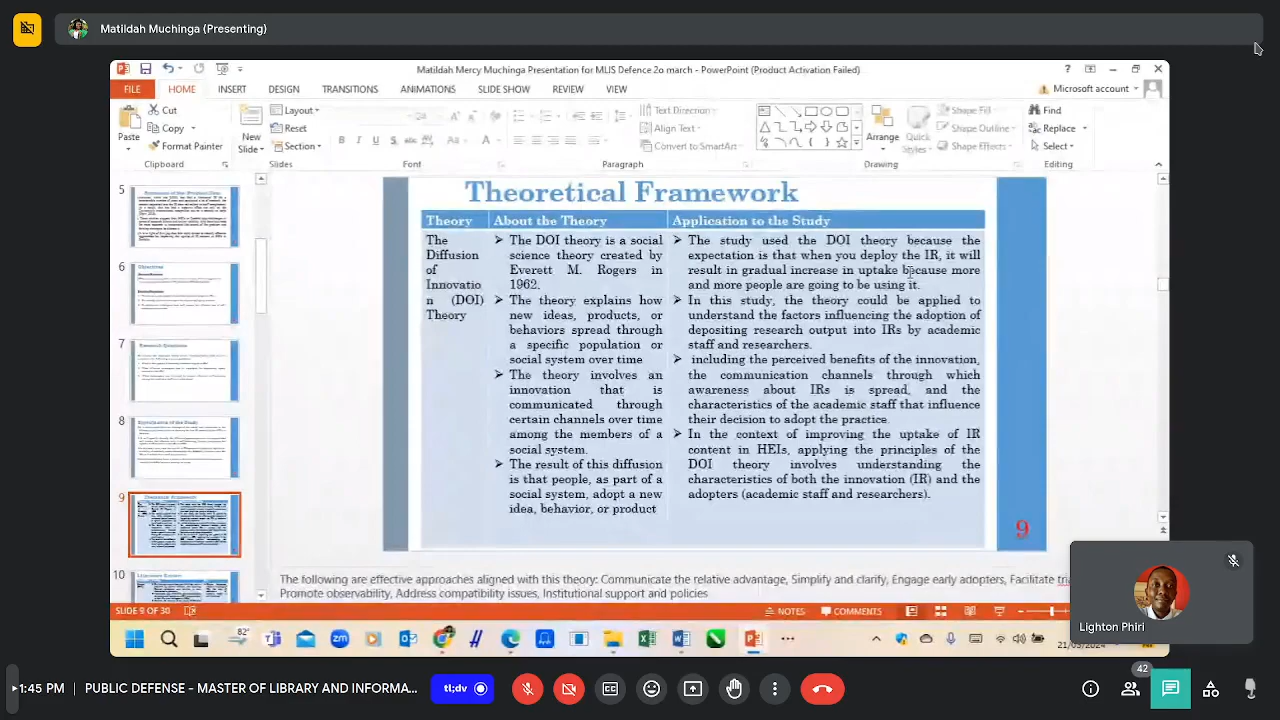 Matildah Muchinga (Presenting)
Matildah Mercy Muchinga Presentation for MLIS Defence 2o march - PowerPoint (Product Activation Failed)
FILE HOME INSERT DESIGN TRANSITIONS ANIMATIONS SLIDE SHOW REVIEW VIEW Microsoft account
Paste
Cut
Copy
Format Painter
Clipboard
New
Slide
Layout
Reset
Section
Slides
Font
Text Direction
Align Text
Convert to SmartArt
Paragraph
Arrange
Quick
Styles
Shape Fill
Shape Outline
Shape Effects
Drawing
Find
Replace
Select
Editing
5
6
7
8
9
10
Theoretical Framework
Theory
The
Diffusion
of
Innovatio
n (DOI)
Theory
About the Theory
The DOI theory is a social
science theory created by
Everett M. Rogers in
1962.
The theory explains how
new ideas, products, or
behaviors spread through
a specific population or
social system over time
The theory involves an
innovation that is
communicated through
certain channels over time
among the members of a
social system.
The result of this diffusion
is that people, as part of a
social system, adopt a new
idea, behavior, or product
Application to the Study
The study used the DOI theory because the
expectation is that when you deploy the IR, it will
result in gradual increase in uptake because more
and more people are going to be using it.
In this study, the theory could be applied to
understand the factors influencing the adoption of
depositing research output into IRs by academic
staff and researchers.
including the perceived benefits of the innovation,
the communication channels through which
awareness about IRs is spread, and the
characteristics of the academic staff that influence
their decision to adopt the practice.
In the context of improving the uptake of IR
content in HEIs, applying the principles of the
DOI theory involves understanding the
characteristics of both the innovation (IR) and the
adopters (academic staff and researchers).
9
The following are effective approaches aligned with this theory: Communicate the relative advantage, Simplify and clarify, Engage early adopters, Facilitate
Promote observability, Address compatibility issues, Institutional support and policies
SLIDE 9 OF 30
NOTES
COMMENTS
82°
Lighton Phiri
1:45 PM
PUBLIC DEFENSE - MASTER OF LIBRARY AND INFORMA...
tl;dv
42